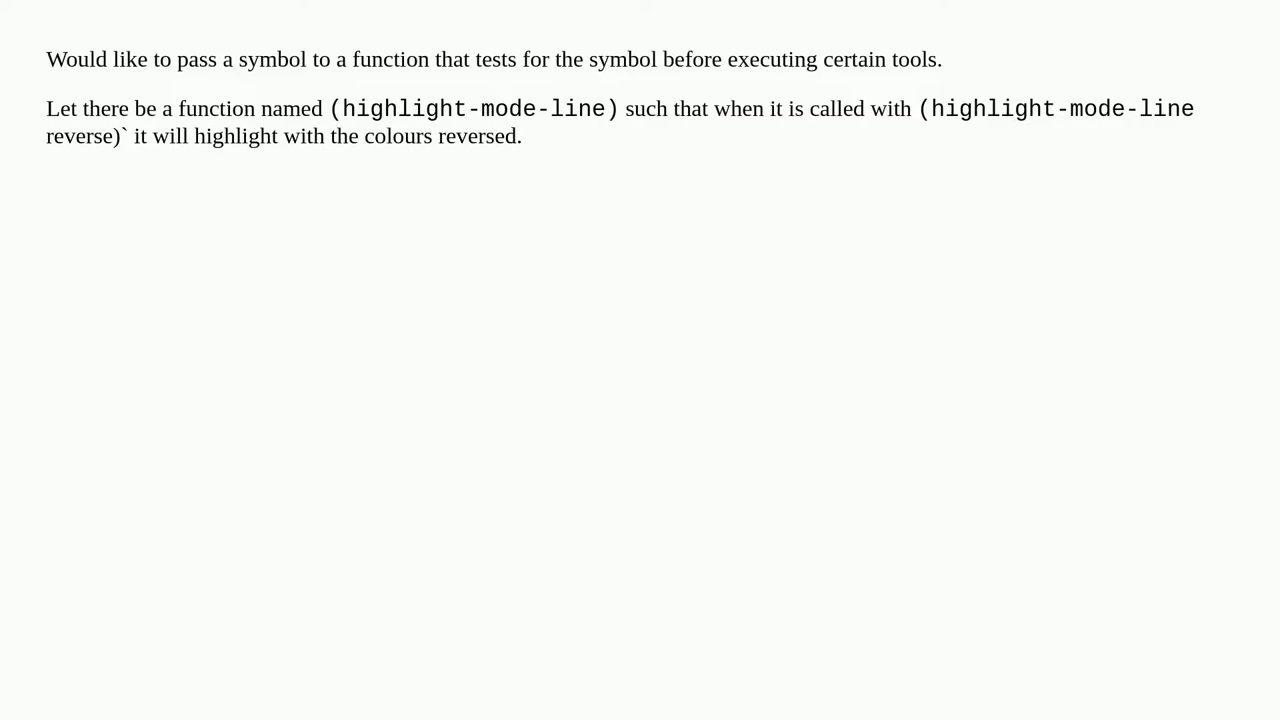 Would like to pass a symbol to a function that tests for the symbol before executing certain tools.
Let there be a function named (highlight-mode-line) such that when it is called with (highlight-mode-line
reverse)` it will highlight with the colours reversed.